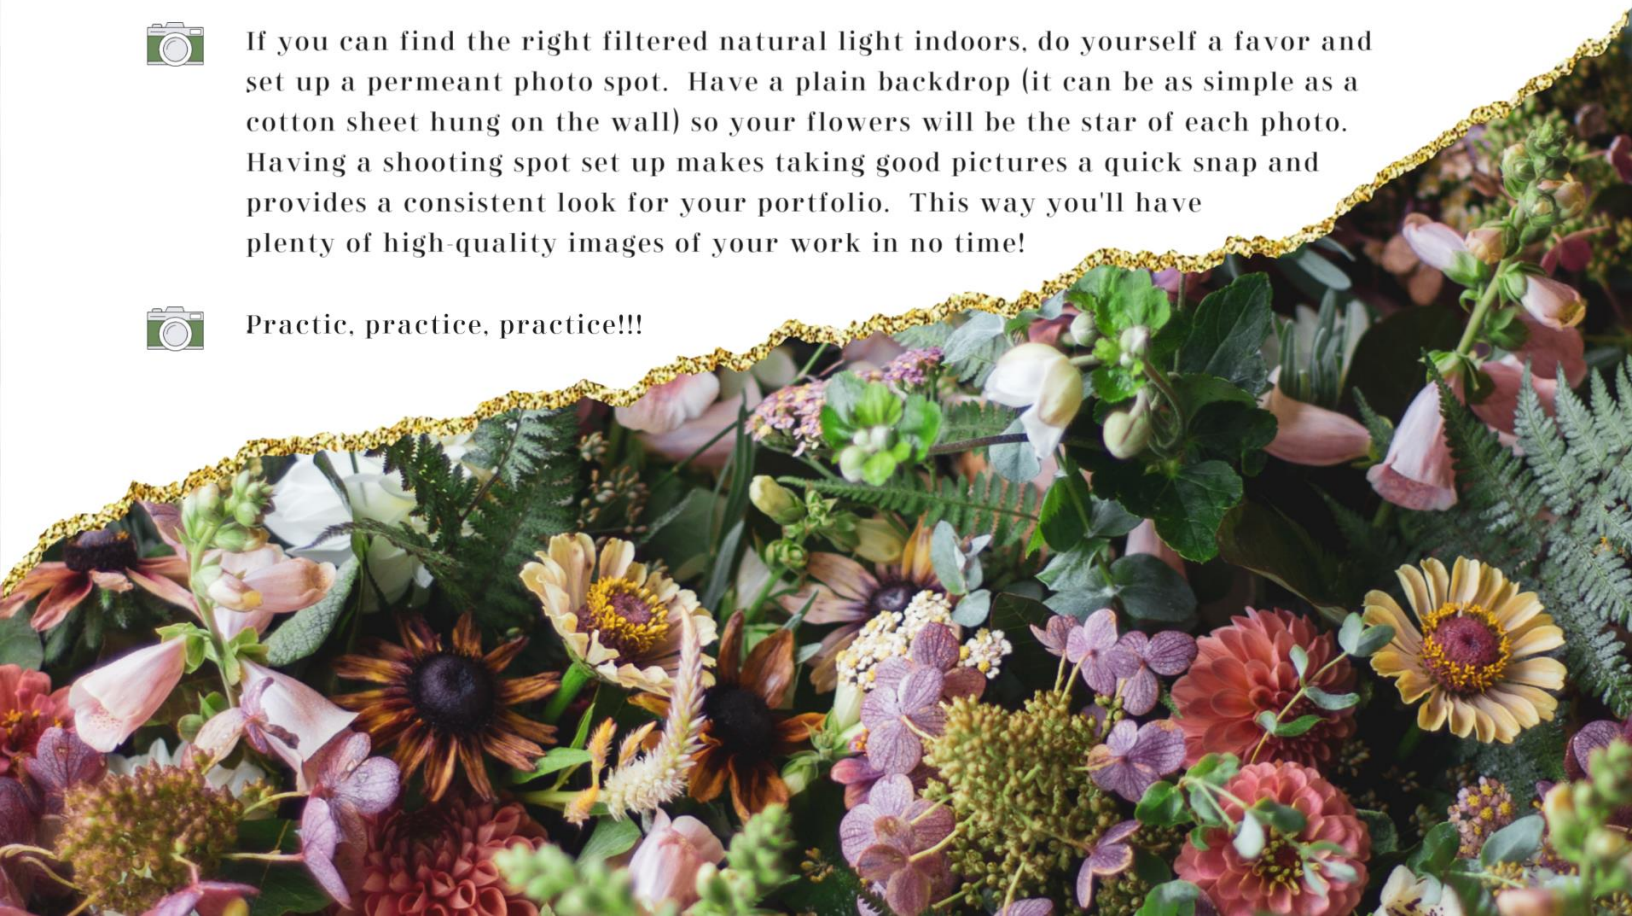 If you can find the right filtered natural light indoors, do yourself a favor and
set up a permeant photo spot.  Have a plain backdrop (it can be as simple as a
cotton sheet hung on the wall) so your flowers will be the star of each photo.
Having a shooting spot set up makes taking good pictures a quick snap and
provides a consistent look for your portfolio.  This way you'll have
plenty of high-quality images of your work in no time!
Practic, practice, practice!!!